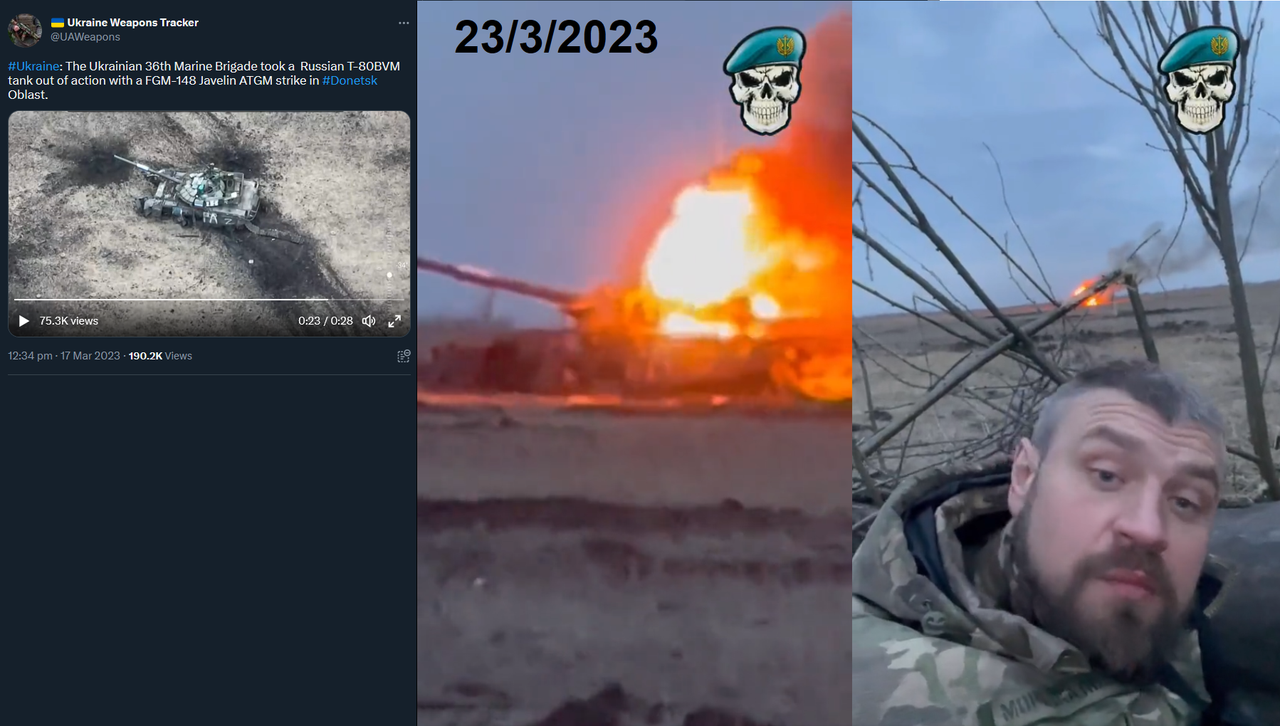 Ukraine Weapons Tracker
@UAWeapons
#Ukraine: The Ukrainian 36th Marine Brigade took a Russian T-80BVM
tank out of action with a FGM-148 Javelin ATGM strike in #Donetsk
Oblast.
75.3K views
0:23 / 0:28
12:34 pm · 17 Mar 2023 · 190.2K Views
23/3/2023